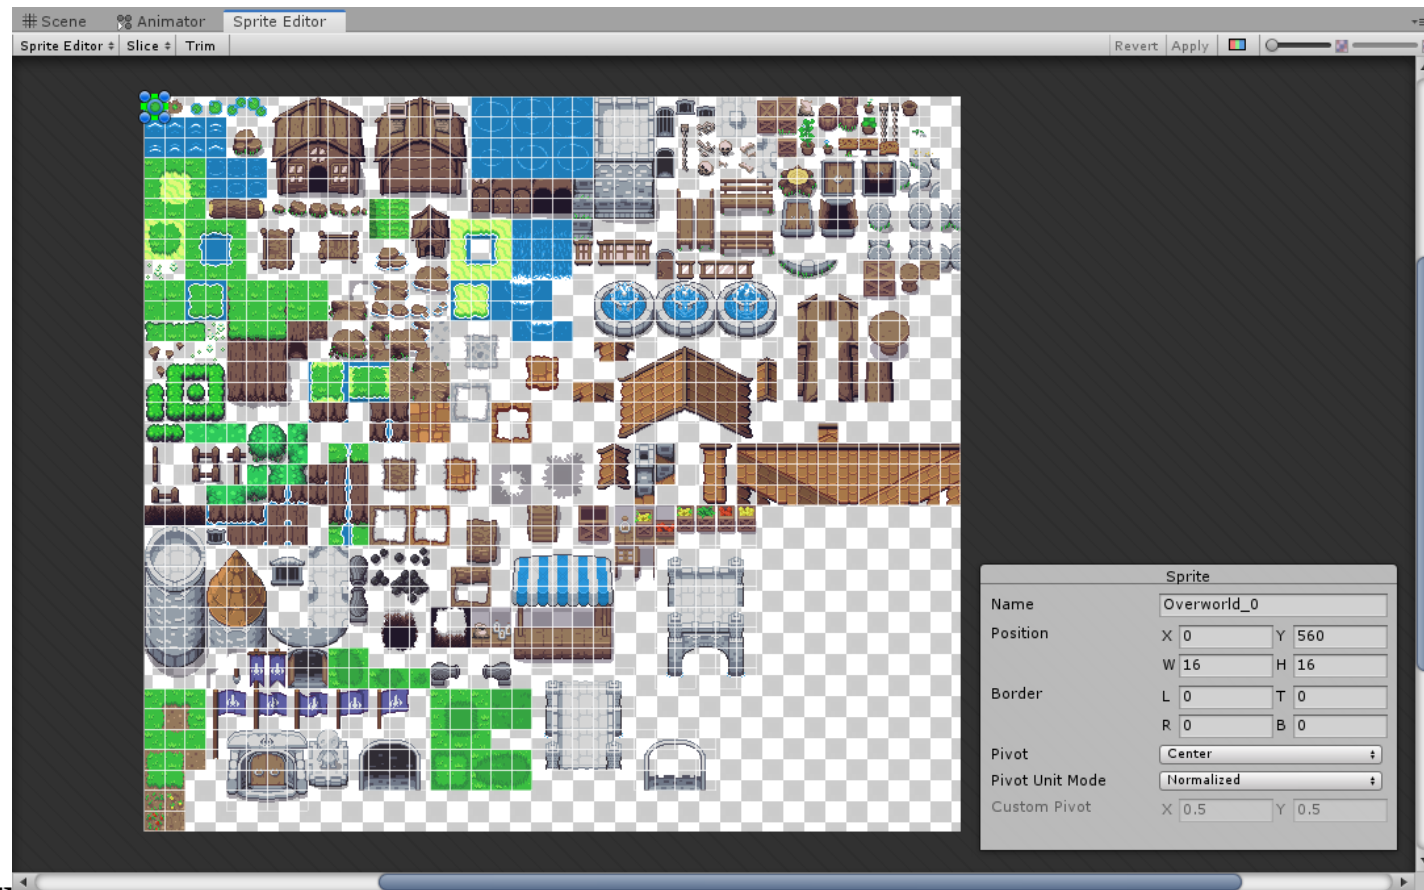 Scene Animator Sprite Editor
Sprite Editor Slice Trim Revert Apply
Sprite
Name Overworld_0
Position X 0 Y 560
W 16 H 16
Border L 0 T 0
R 0 B 0
Pivot Center
Pivot Unit Mode Normalized
Custom Pivot X 0.5 Y 0.5